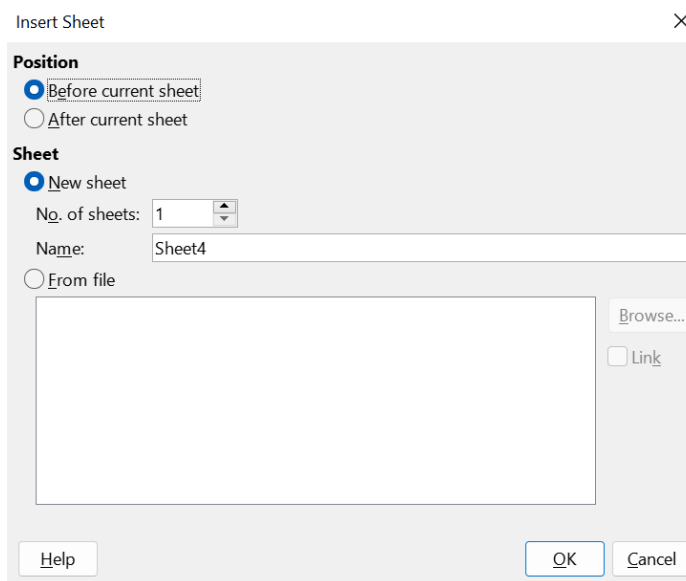 Insert Sheet
Position
Before current sheet
After current sheet
Sheet
New sheet
No. of sheets: 1
Name: Sheet4
From file
Browse...
Link
Help OK Cancel